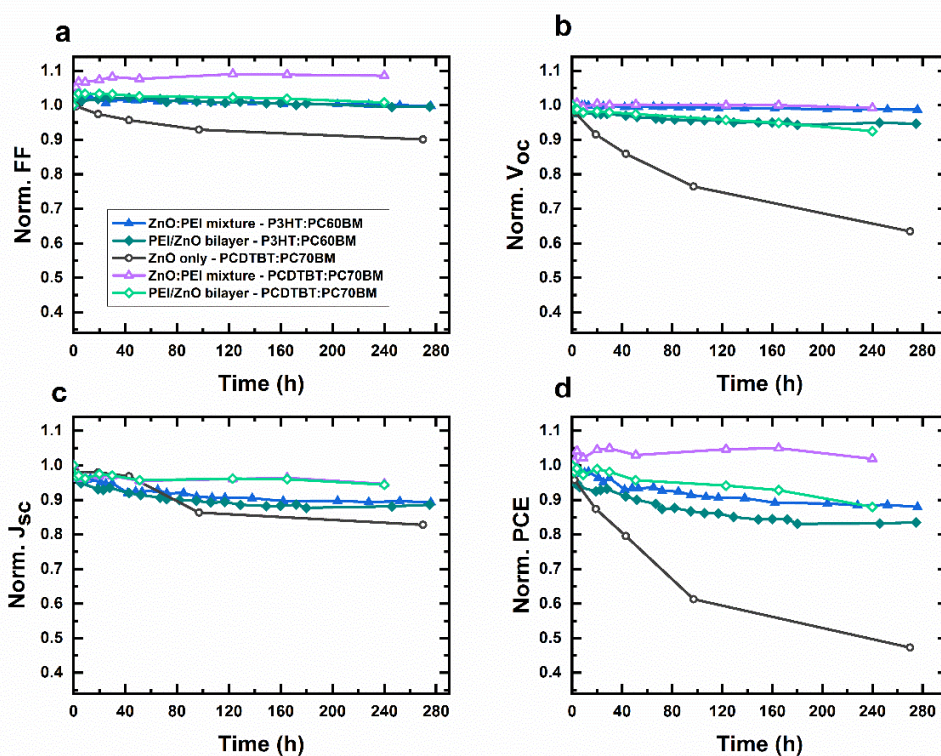 a
Norm. FF
1.1
1.0
0.9
0.8
0.7
0.6
0.5
0.4
ZnO:PEI mixture - P3HT:PC60BM
PEI/ZnO bilayer - P3HT:PC60BM
ZnO only - PCDTBT:PC70BM
ZnO:PEI mixture - PCDTBT:PC70BM
PEI/ZnO bilayer - PCDTBT:PC70BM
0 40 80 120 160 200 240 280
Time (h)
b
Norm. VOC
1.1
1.0
0.9
0.8
0.7
0.6
0.5
0.4
0 40 80 120 160 200 240 280
Time (h)
c
Norm. JSC
1.1
1.0
0.9
0.8
0.7
0.6
0.5
0.4
0 40 80 120 160 200 240 280
Time (h)
d
Norm. PCE
1.1
1.0
0.9
0.8
0.7
0.6
0.5
0.4
0 40 80 120 160 200 240 280
Time (h)